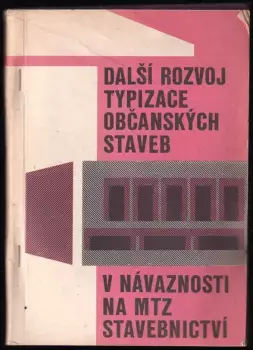 DALŠÍ ROZVOJ
TYPIZACE
OBČANSKÝCH
STAVEB
V NÁVAZNOSTI
NA MTZ
STAVEBNICTVÍ